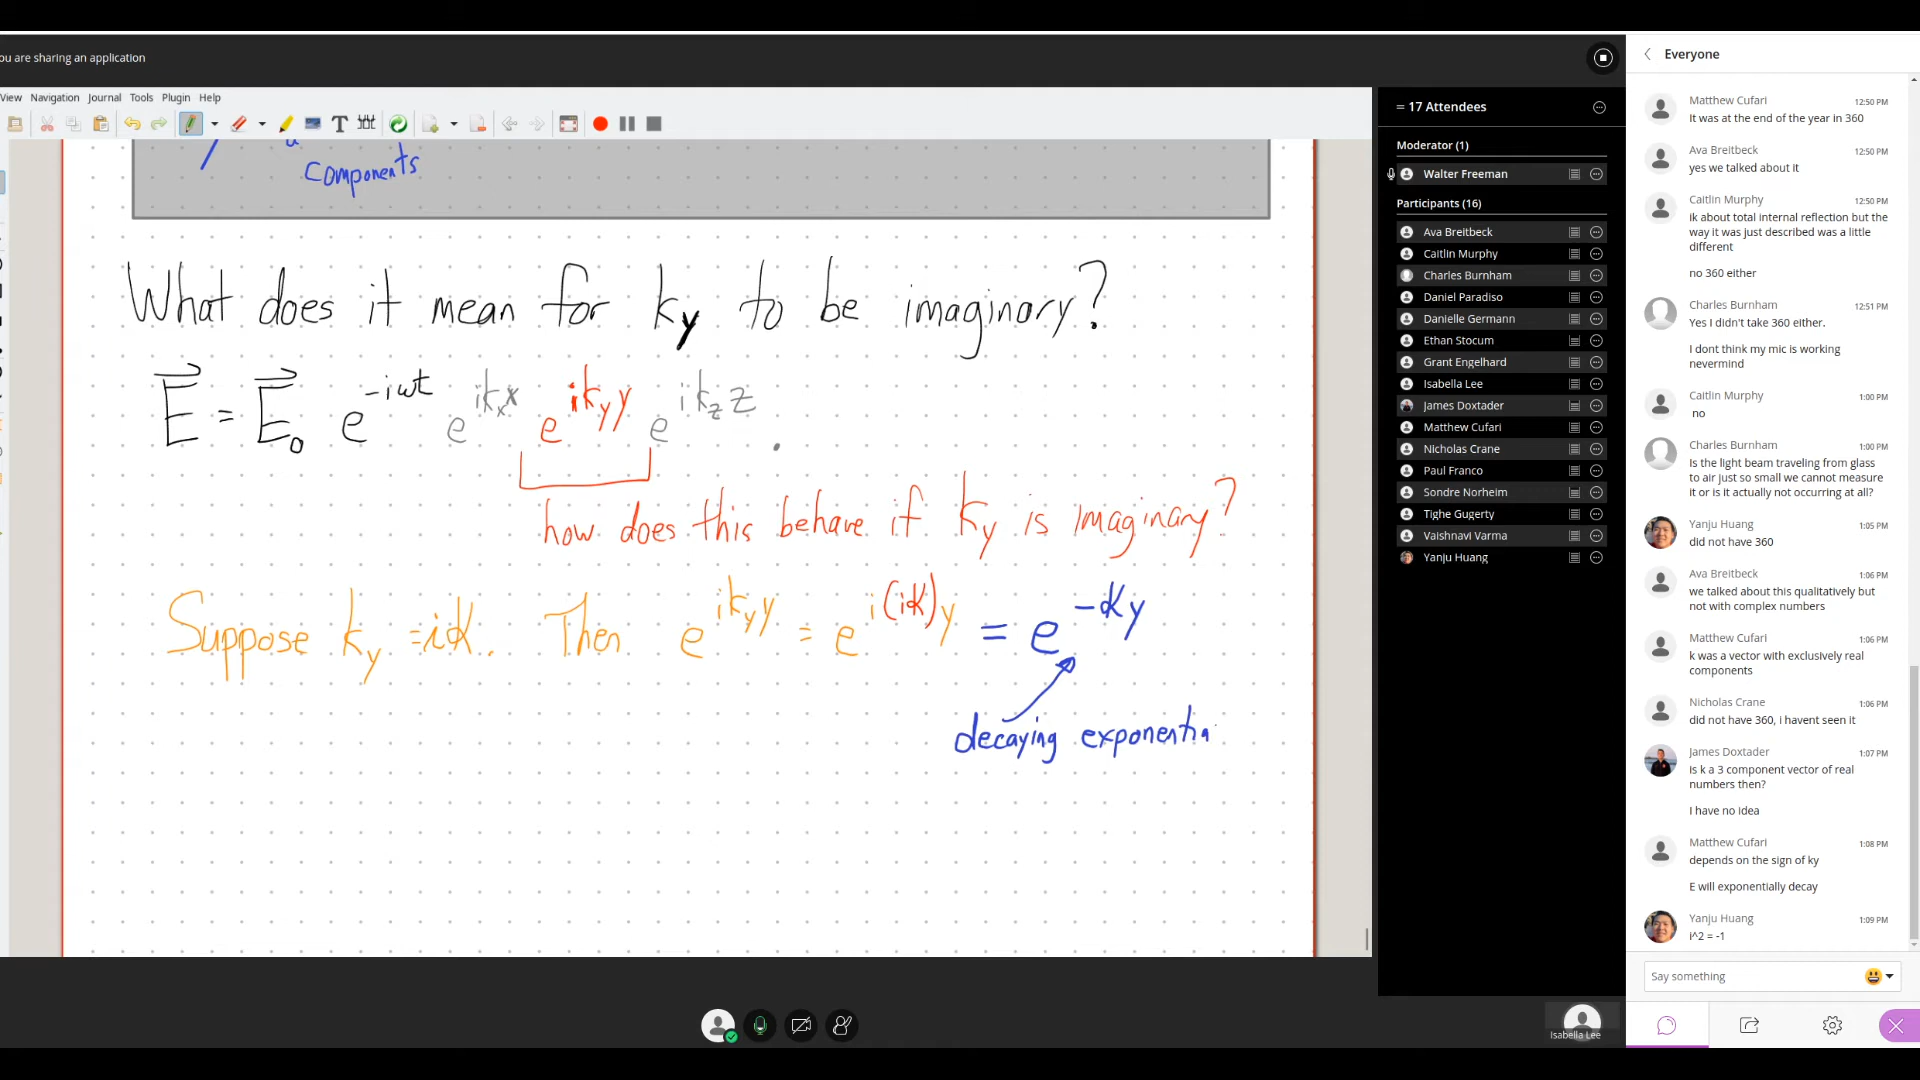 ou are sharing an application
View Navigation Journal Tools Plugin Help
components
What does it mean for ky to be imaginary?
E = E0 e^-iωt e^ikxx e^ikyy e^ikzz
how does this behave if ky is imaginary?
Suppose ky = iK. Then e^ikyy = e^i(iK)y = e^-Ky
decaying exponentia
= 17 Attendees
Moderator (1)
Walter Freeman
Participants (16)
Ava Breitbeck
Caitlin Murphy
Charles Burnham
Daniel Paradiso
Danielle Germann
Ethan Stocum
Grant Engelhard
Isabella Lee
James Doxtader
Matthew Cufari
Nicholas Crane
Paul Franco
Sondre Norheim
Tighe Gugerty
Vaishnavi Varma
Yanju Huang
Isabella Lee
Everyone
Matthew Cufari 12:50 PM
It was at the end of the year in 360
Ava Breitbeck 12:50 PM
yes we talked about it
Caitlin Murphy 12:50 PM
ik about total internal reflection but the
way it was just described was a little
different
no 360 either
Charles Burnham 12:51 PM
Yes I didn't take 360 either.
I dont think my mic is working
nevermind
Caitlin Murphy 1:00 PM
no
Charles Burnham 1:00 PM
Is the light beam traveling from glass
to air just so small we cannot measure
it or is it actually not occurring at all?
Yanju Huang 1:05 PM
did not have 360
Ava Breitbeck 1:06 PM
we talked about this qualitatively but
not with complex numbers
Matthew Cufari 1:06 PM
k was a vector with exclusively real
components
Nicholas Crane 1:06 PM
did not have 360, i havent seen it
James Doxtader 1:07 PM
is k a 3 component vector of real
numbers then?
I have no idea
Matthew Cufari 1:08 PM
depends on the sign of ky
E will exponentially decay
Yanju Huang 1:09 PM
i^2 = -1
Say something